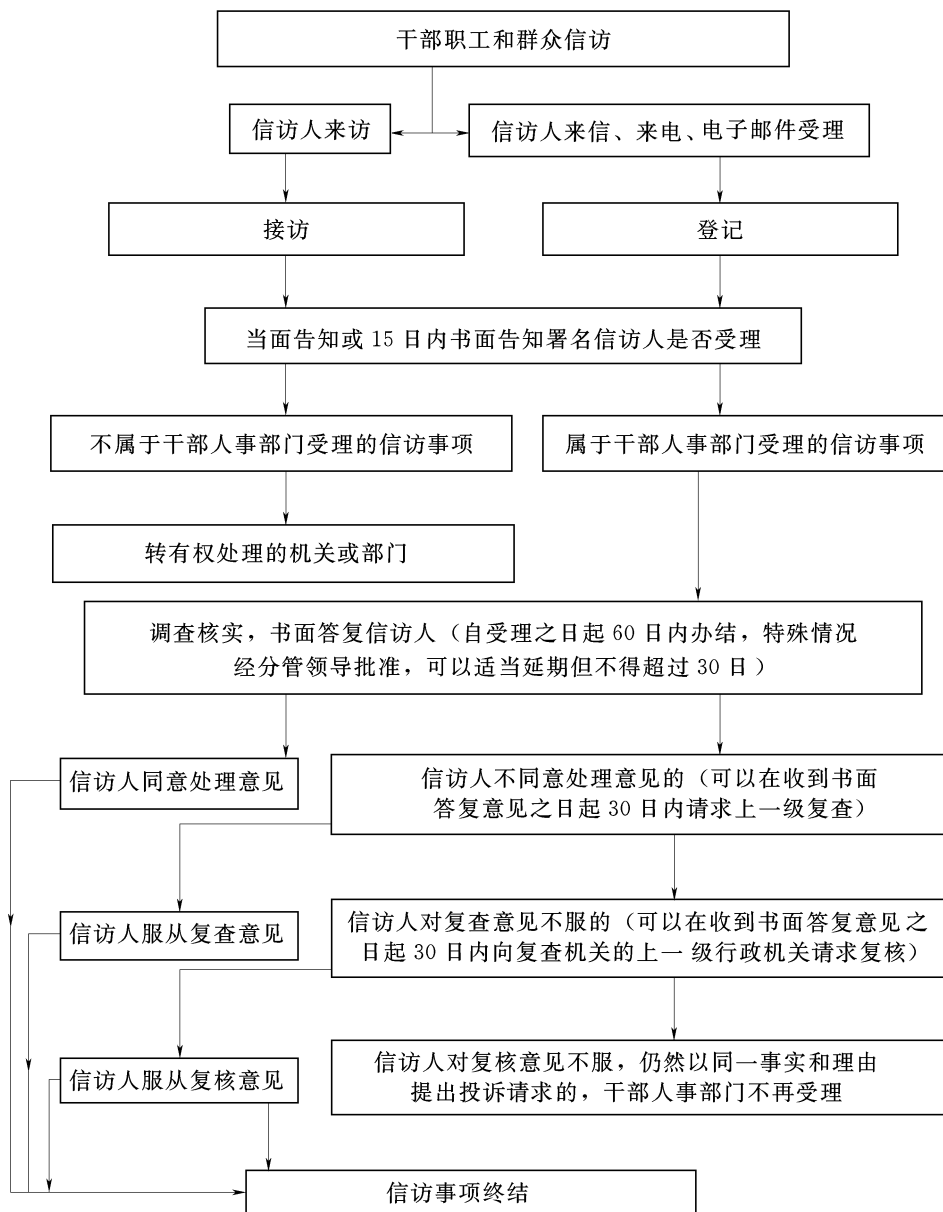 干部职工和群众信访
信访人来访
信访人来信、来电、电子邮件受理
接访
登记
当面告知或 15 日内书面告知署名信访人是否受理
不属于干部人事部门受理的信访事项
属于干部人事部门受理的信访事项
转有权处理的机关或部门
调查核实，书面答复信访人（自受理之日起 60 日内办结，特殊情况
经分管领导批准，可以适当延期但不得超过 30 日）
信访人同意处理意见
信访人不同意处理意见的（可以在收到书面
答复意见之日起 30 日内请求上一级复查）
信访人服从复查意见
信访人对复查意见不服的（可以在收到书面答复意见之
日起 30 日内向复查机关的上一 级行政机关请求复核）
信访人服从复核意见
信访人对复核意见不服，仍然以同一事实和理由
提出投诉请求的，干部人事部门不再受理
信访事项终结